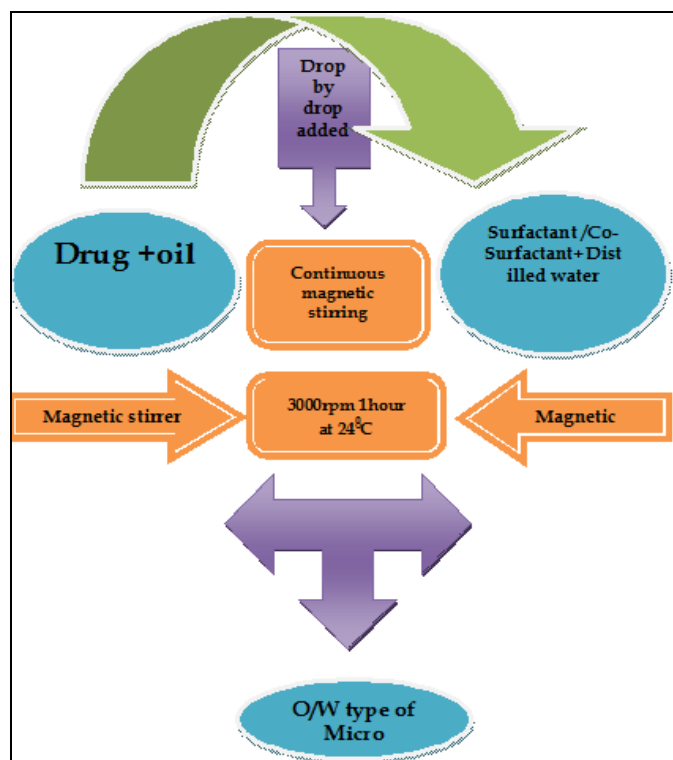 Drop
by
drop
added
Drug +oil
Surfactant /Co-
Surfactant+ Dist
illed water
Continuous
magnetic
stirring
Magnetic stirrer
3000rpm 1hour
at 24⁰C
Magnetic
O/W type of
Micro